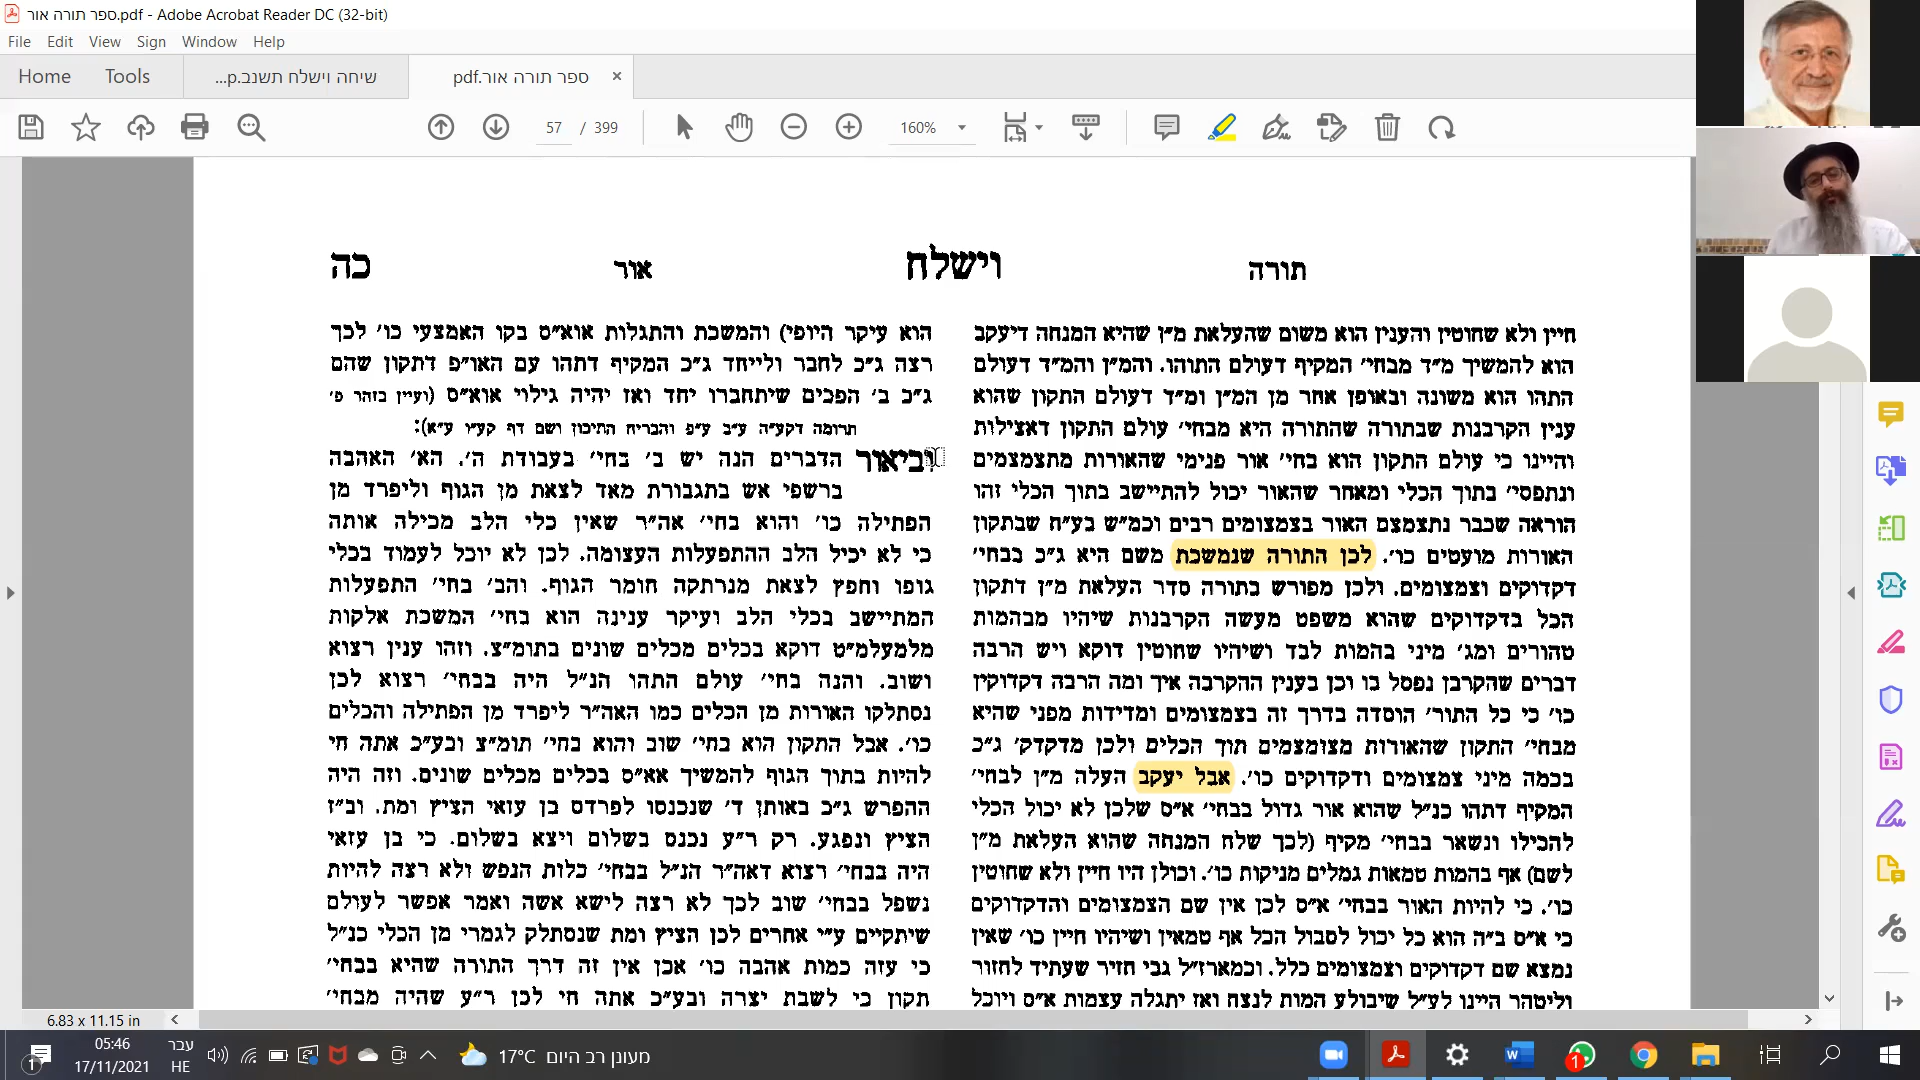 ספר תורה אור.pdf - Adobe Acrobat Reader DC (32-bit)
File Edit View Sign Window Help
Home Tools שיחה וישלח תשנב.p... ספר תורה אור.pdf ×
57 / 399 160%
תורה וישלח אור כה
חיין ולא שחוטין והענין הוא משום שהעלאת מ"ן שהיא המנחה דיעקב
הוא להמשיך מ"ד מבחי' המקיף דעולם התוהו. והמ"ן והמ"ד דעולם
התהו הוא משונה ובאופן אחר מן המ"ן ומ"ד דעולם התקון שהוא
ענין הקרבנות שבתורה שהתורה היא מבחי' עולם התקון דאצילות
והיינו כי עולם התקון הוא בחי' אור פנימי שהאורות מתצמצמים
ונתפסי' בתוך הכלי ומאחר שהאור יכול להתיישב בתוך הכלי זהו
הוראה שכבר נתצמצם האור בצמצומים רבים וכמ"ש בע"ח שבתקון
האורות מועטים כו'. לכן התורה שנמשכת משם היא ג"כ בבחי'
דקדוקים וצמצומים. ולכן מפורש בתורה סדר העלאת מ"ן דתקון
הכל בדקדוקים שהוא משפט מעשה הקרבנות שיהיו מבהמות
טהורים ומג' מיני בהמות לבד ושיהיו שחוטין דוקא ויש הרבה
דברים שהקרבן נפסל בו וכן בענין ההקרבה איך ומה הרבה דקדוקין
כו' כי כל התור' הוסדה בדרך זה בצמצומים ומדידות מפני שהיא
מבחי' התקון שהאורות מצומצמים תוך הכלים ולכן מדקדק' ג"כ
בכמה מיני צמצומים ודקדוקים כו'. אבל יעקב העלה מ"ן לבחי'
המקיף דתהו כנ"ל שהוא אור גדול בבחי' א"ס שלכן לא יכול הכלי
להכילו ונשאר בבחי' מקיף (לכך שלח המנחה שהוא העלאת מ"ן
לשם) אף בהמות טמאות גמלים מניקות כו'. וכולן היו חיין ולא שחוטין
כו'. כי להיות האור בבחי' א"ס לכן אין שם הצמצומים והדקדוקים
כי א"ס ב"ה הוא כל יכול לסבול הכל אף טמאין ושיהיו חיין כו' שאין
נמצא שם דקדוקים וצמצומים כלל. וכמארז"ל גבי חזיר שעתיד לחזור
וליטהר היינו לע"ל שיבולע המות לנצח ואז יתגלה עצמות א"ס ויוכל
הוא עיקר היופי) והמשכת והתגלות אוא"ס בקו האמצעי כו' לכך
רצה ג"כ לחבר ולייחד ג"כ המקיף דתהו עם האו"פ דתקון שהם
ג"כ ב' הפכים שיתחברו יחד ואז יהיה גילוי אוא"ס (ועיין בזהר פ'
תרומה דקע"ה ע"ב ע"פ והבריח התיכון ושם דף קע"ץ ע"א):
וביאור הדברים הנה יש ב' בחי' בעבודת ה'. הא' האהבה
ברשפי אש בתגבורת מאד לצאת מן הגוף וליפרד מן
הפתילה כו' והוא בחי' אה"ר שאין כלי הלב מכילה אותה
כי לא יכיל הלב ההתפעלות העצומה. לכן לא יוכל לעמוד בכלי
גופו וחפץ לצאת מנרתקה חומר הגוף. והב' בחי' התפעלות
המתיישב בכלי הלב ועיקר ענינה הוא בחי' המשכת אלקות
מלמעלמ"ט דוקא בכלים מכלים שונים בתומ"צ. וזהו ענין רצוא
ושוב. והנה בחי' עולם התהו הנ"ל היה בבחי' רצוא לכן
נסתלקו האורות מן הכלים כמו האה"ר ליפרד מן הפתילה והכלים
כו'. אבל התקון הוא בחי' שוב והוא בחי' תומ"צ ובע"כ אתה חי
להיות בתוך הגוף להמשיך אא"ס בכלים מכלים שונים. וזה היה
ההפרש ג"כ באותן ד' שנכנסו לפרדס בן עזאי הציץ ומת. וב"ז
הציץ ונפגע. רק ר"ע נכנס בשלום ויצא בשלום. כי בן עזאי
היה בבחי' רצוא דאה"ר הנ"ל בבחי' כלות הנפש ולא רצה להיות
נשפל בבחי' שוב לכך לא רצה לישא אשה ואמר אפשר לעולם
שיתקיים ע"י אחרים לכן הציץ ומת שנסתלק לגמרי מן הכלי כנ"ל
כי עזה כמות אהבה כו' אכן אין זה דרך התורה שהיא בבחי'
תקון כי לשבת יצרה ובע"כ אתה חי לכן ר"ע שהיה מבחי'
6.83 x 11.15 in
05:46
17/11/2021
עבר
HE
17°C מעונן רב היום
1
1